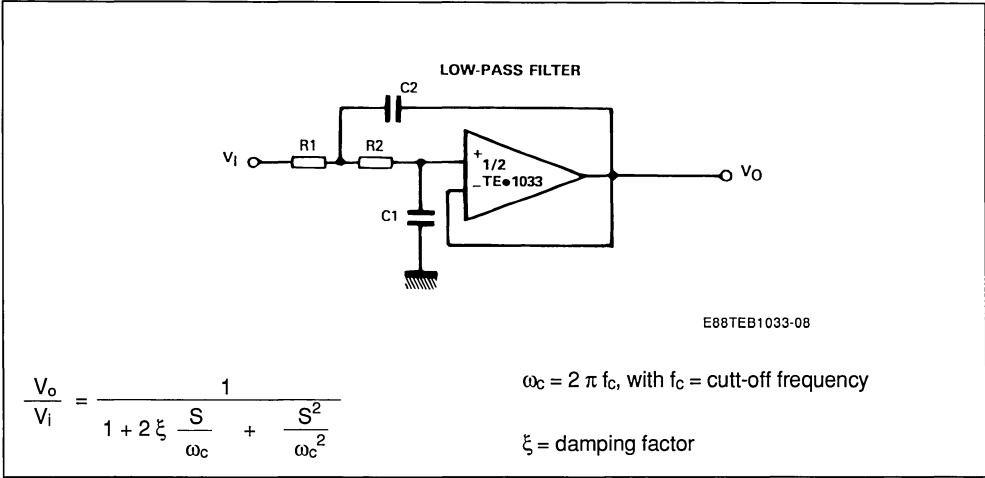 LOW-PASS FILTER
C2
VI
R1
R2
+
1/2
− TE●1033
VO
C1
E88TEB1033-08
Vo / Vi = 1 / (1 + 2 ξ S/ωc + S²/ωc²)
ωc = 2 π fc, with fc = cutt-off frequency
ξ = damping factor